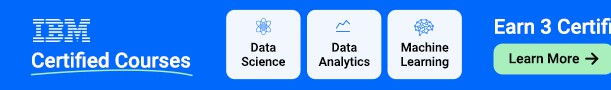 IBM
Certified Courses
Data
Science
Data
Analytics
Machine
Learning
Earn 3 Certifi
Learn More →